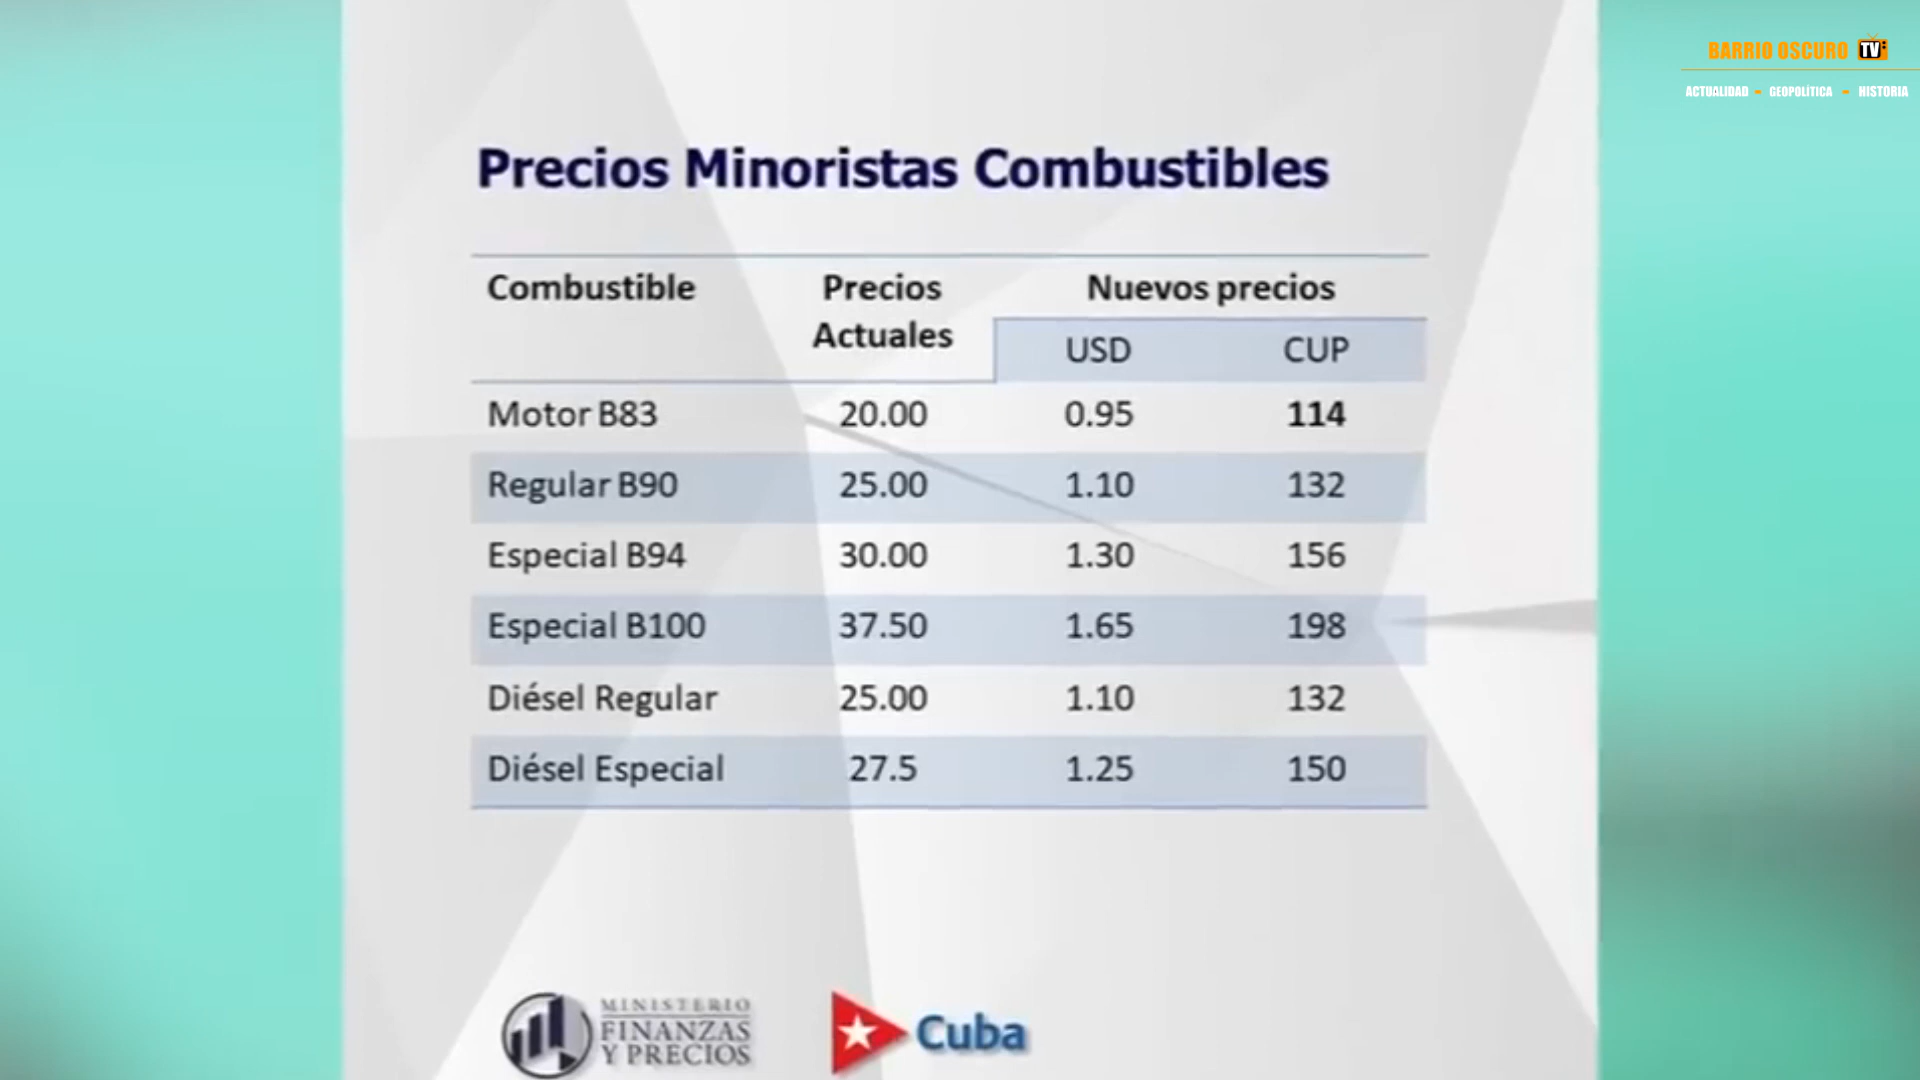 BARRIO OSCURO TV
ACTUALIDAD - GEOPOLÍTICA - HISTORIA
Precios Minoristas Combustibles
Combustible Precios Actuales Nuevos precios
USD CUP
Motor B83 20.00 0.95 114
Regular B90 25.00 1.10 132
Especial B94 30.00 1.30 156
Especial B100 37.50 1.65 198
Diésel Regular 25.00 1.10 132
Diésel Especial 27.5 1.25 150
MINISTERIO
FINANZAS
Y PRECIOS
Cuba